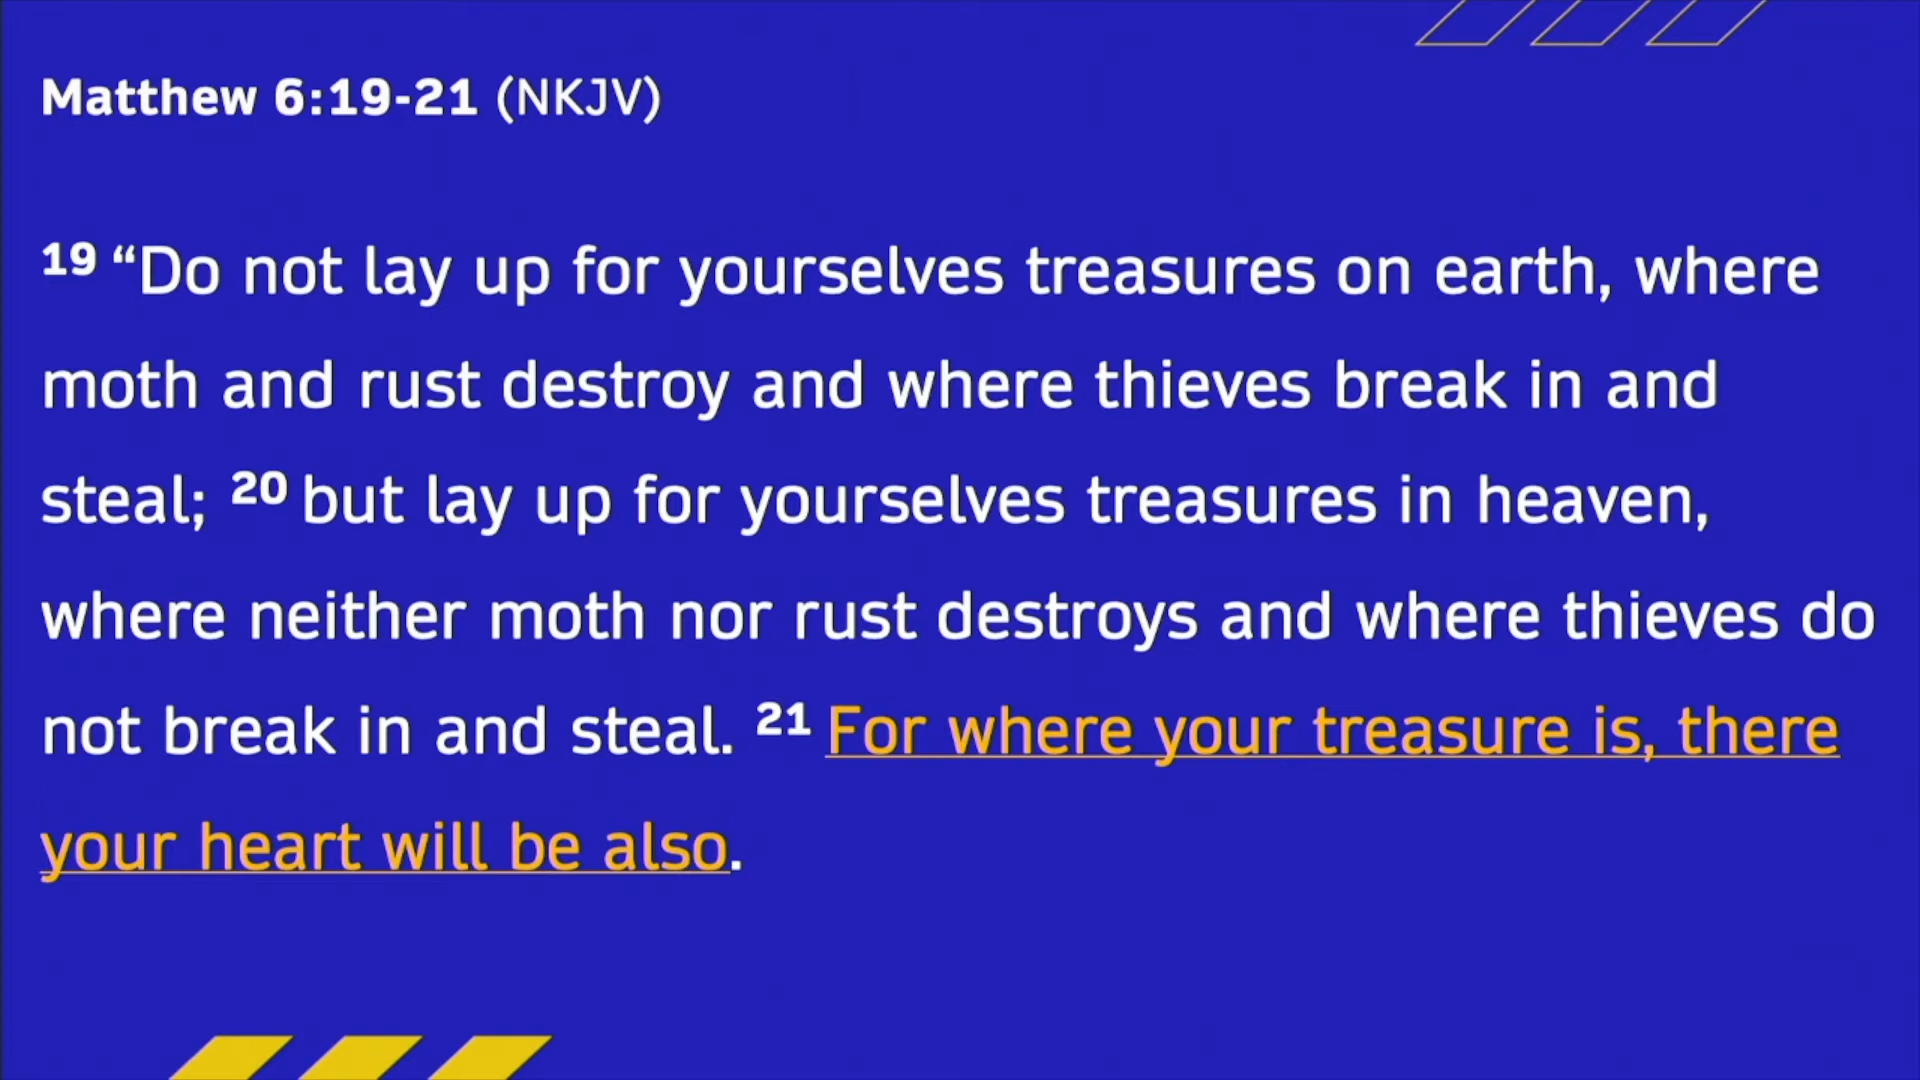 Matthew 6:19-21 (NKJV)
19 “Do not lay up for yourselves treasures on earth, where
moth and rust destroy and where thieves break in and
steal; 20 but lay up for yourselves treasures in heaven,
where neither moth nor rust destroys and where thieves do
not break in and steal. 21 For where your treasure is, there
your heart will be also.